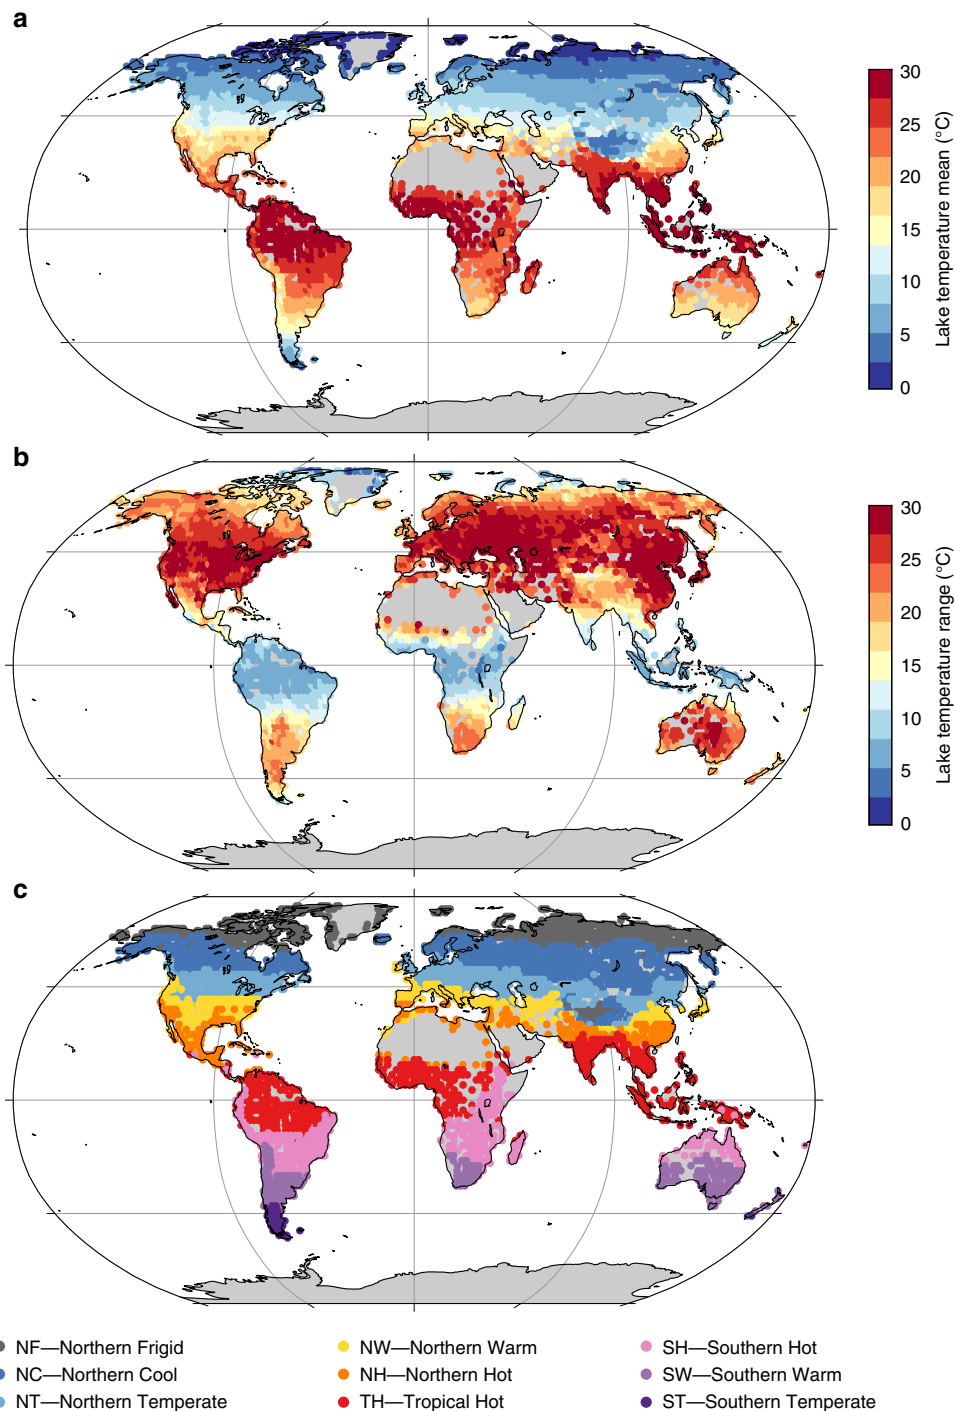 a
30
25
20
15
10
5
0
Lake temperature mean (°C)
b
30
25
20
15
10
5
0
Lake temperature range (°C)
c
NF—Northern Frigid
NC—Northern Cool
NT—Northern Temperate
NW—Northern Warm
NH—Northern Hot
TH—Tropical Hot
SH—Southern Hot
SW—Southern Warm
ST—Southern Temperate